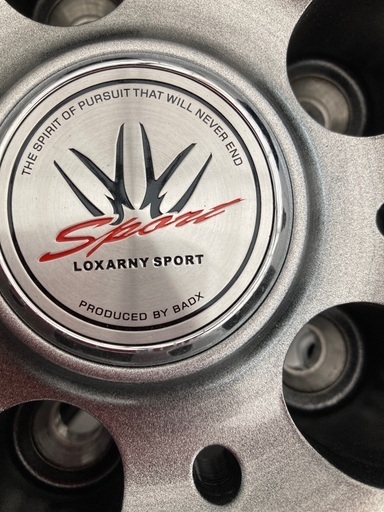 THE SPIRIT OF PURSUIT THAT WILL NEVER END
Sport
LOXARNY SPORT
PRODUCED BY BADX